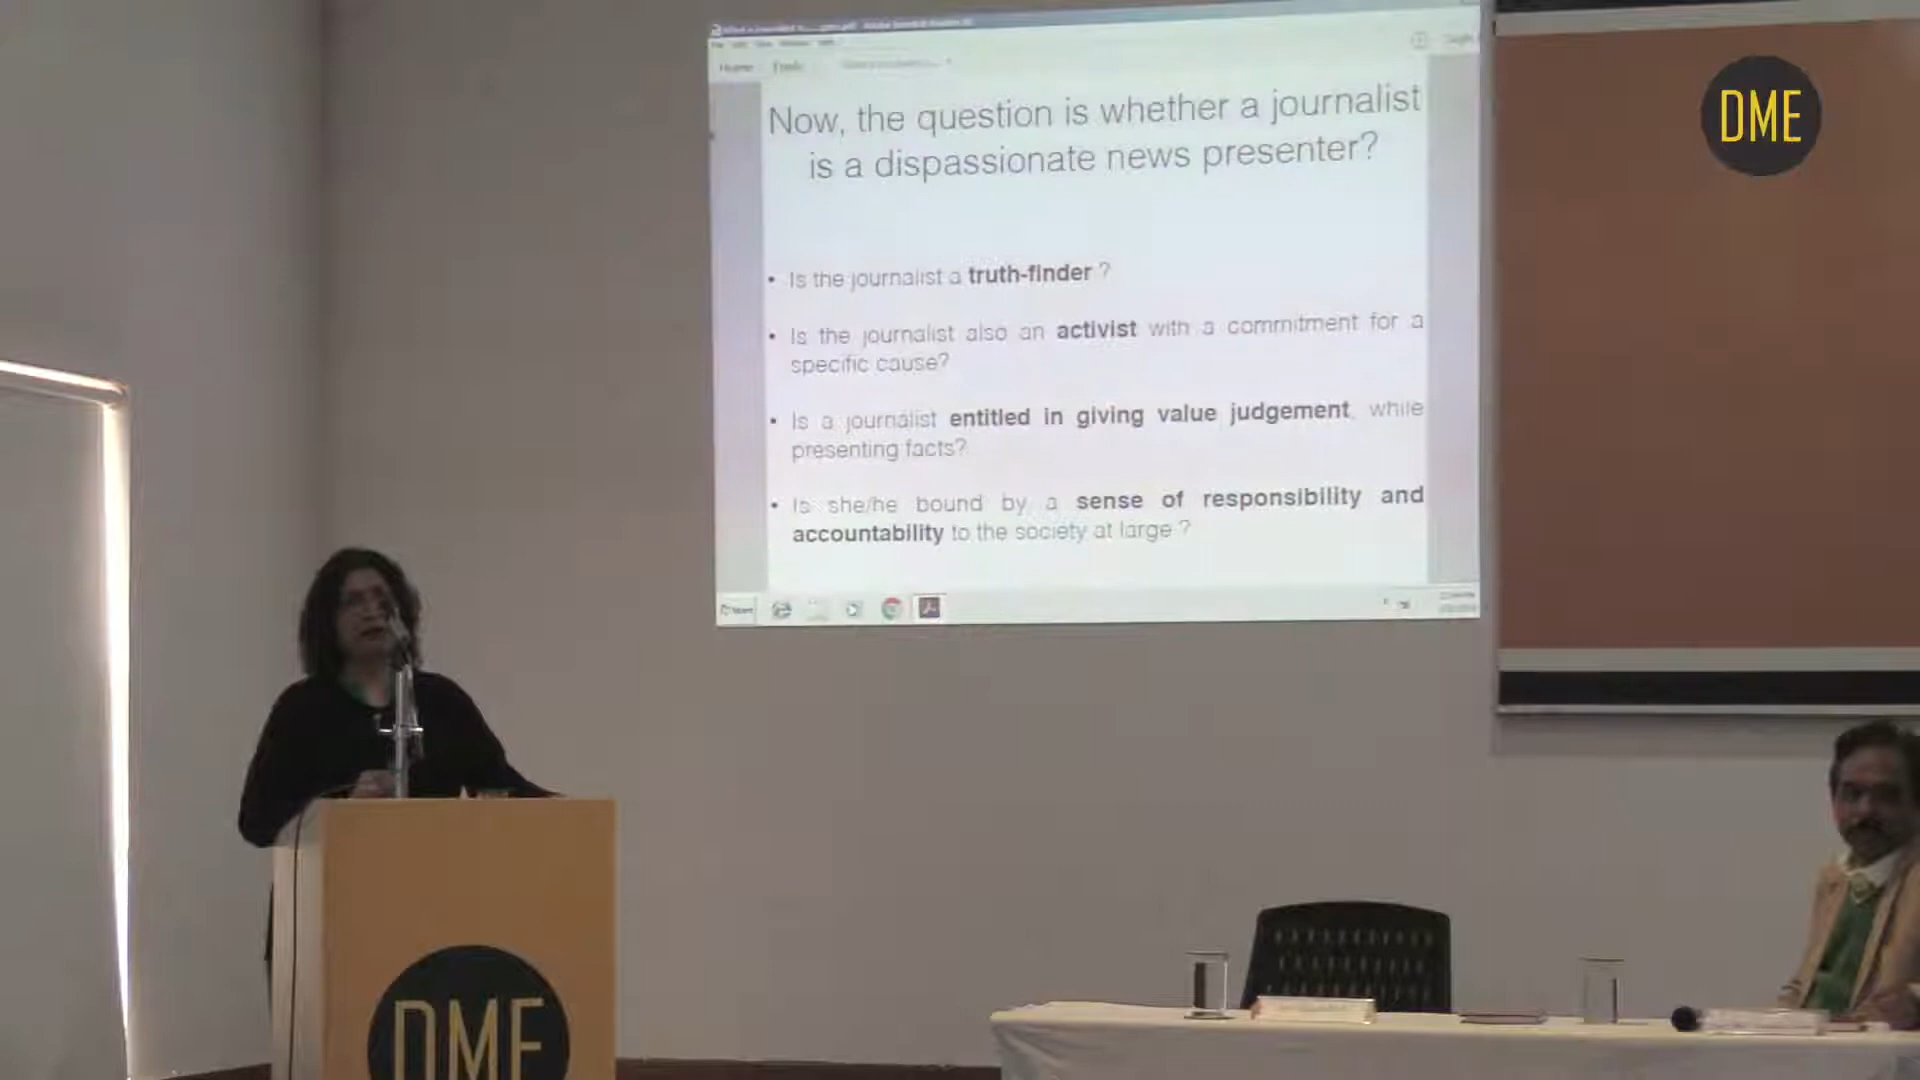 Home
Tools
Now, the question is whether a journalist
is a dispassionate news presenter?
• Is the journalist a truth-finder ?
• Is the journalist also an activist with a commitment for a
specific cause?
• Is a journalist entitled in giving value judgement, while
presenting facts?
• Is she/he bound by a sense of responsibility and
accountability to the society at large ?
DME
DME